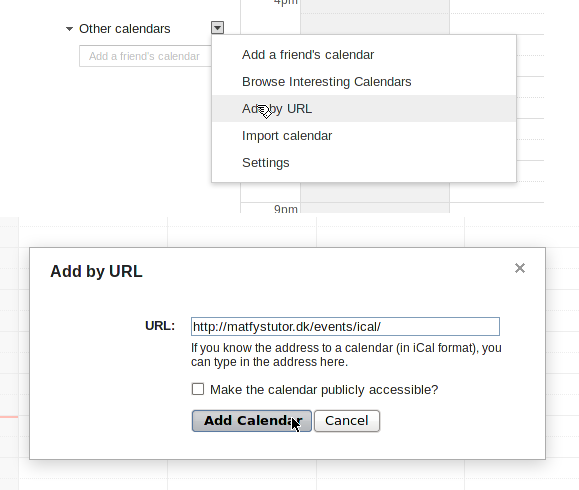 4pm
Other calendars
Add a friend's calendar
Add a friend's calendar
Browse Interesting Calendars
Add by URL
Import calendar
Settings
9pm
Add by URL
URL: http://matfystutor.dk/events/ical/
If you know the address to a calendar (in iCal format), you
can type in the address here.
Make the calendar publicly accessible?
Add Calendar Cancel